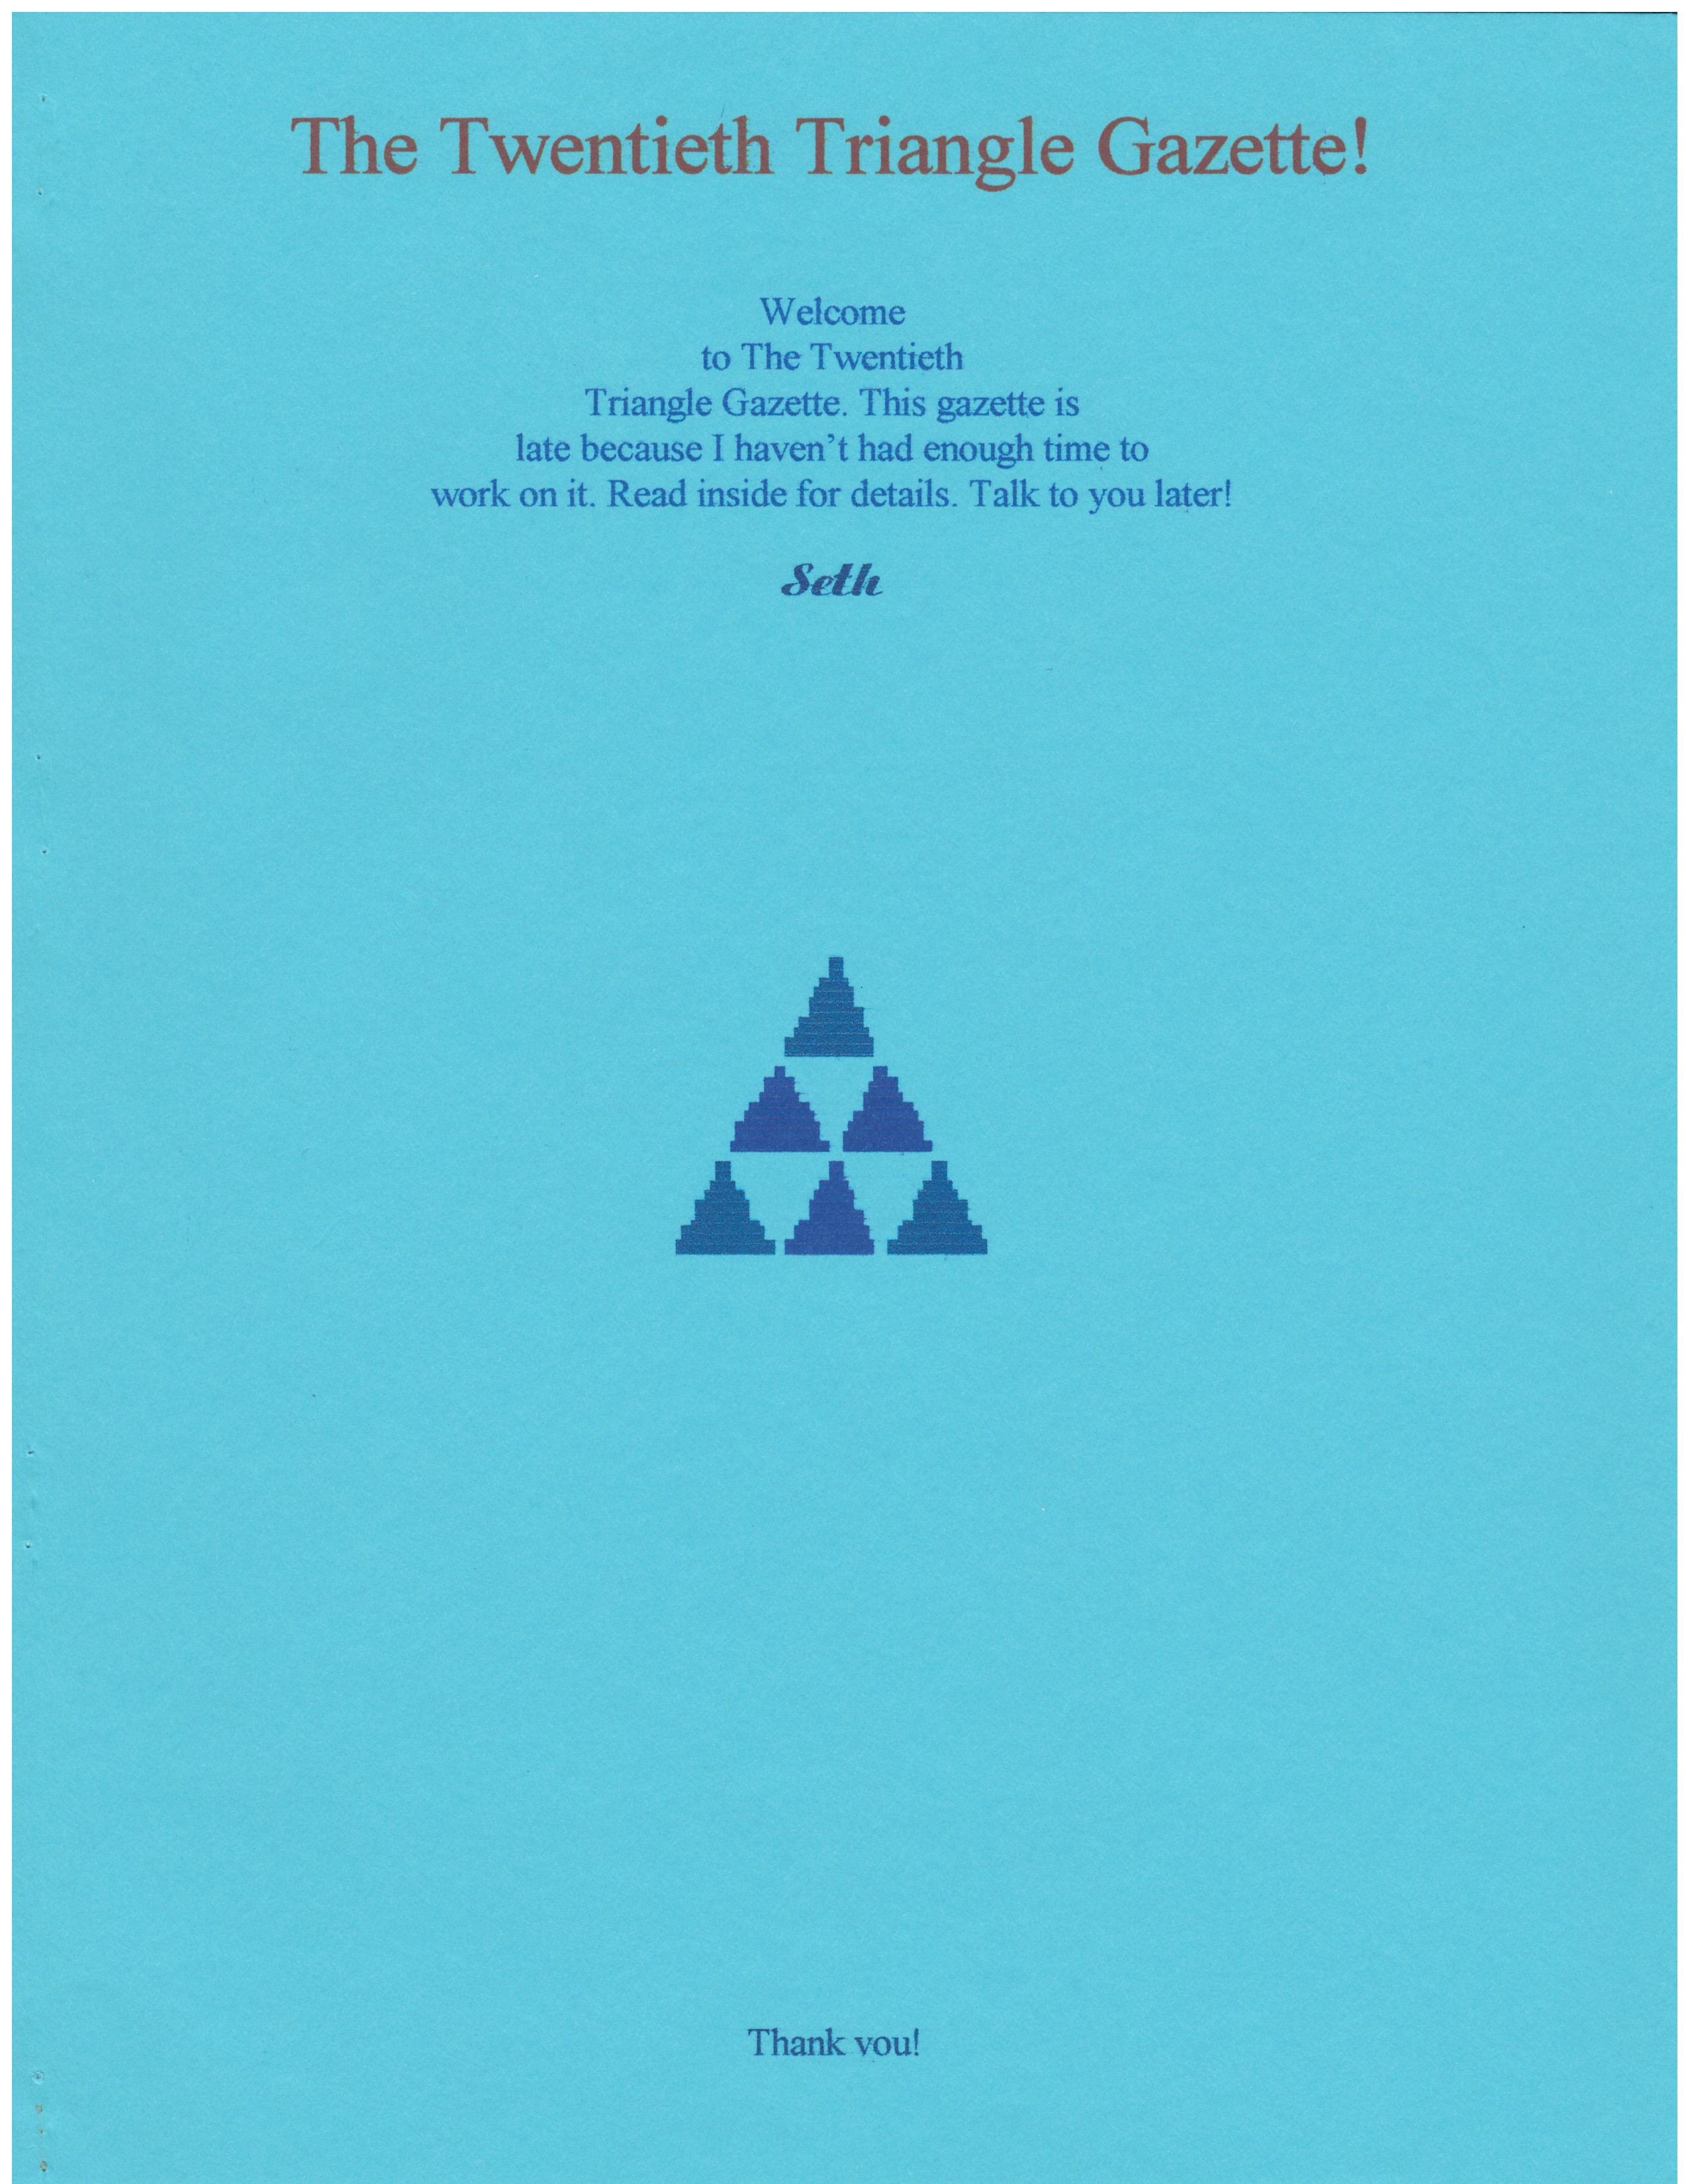 The Twentieth Triangle Gazette!
Welcome
to The Twentieth
Triangle Gazette. This gazette is
late because I haven't had enough time to
work on it. Read inside for details. Talk to you later!
Seth
Thank you!